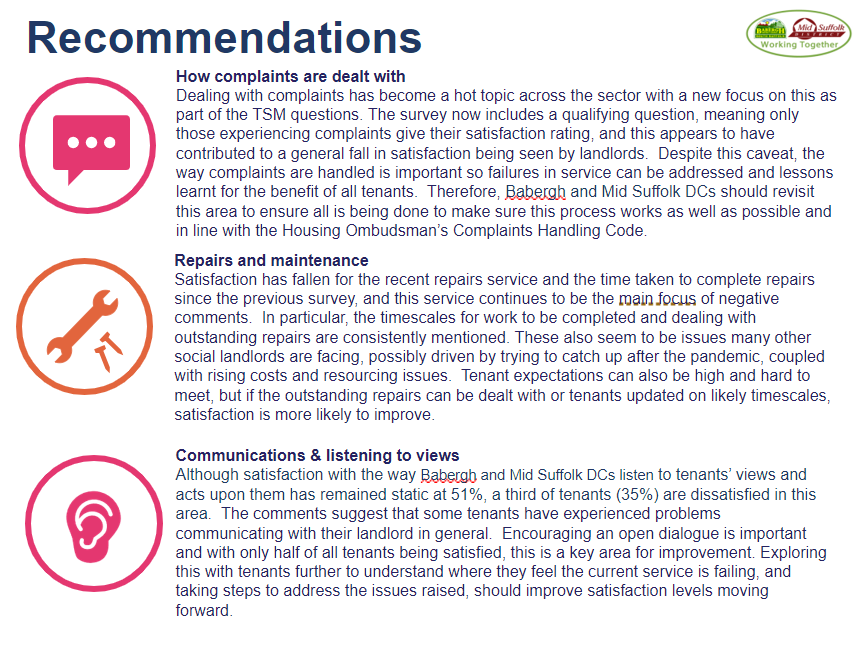 Recommendations
Mid Suffolk
DISTRICT
Working Together
How complaints are dealt with
Dealing with complaints has become a hot topic across the sector with a new focus on this as
part of the TSM questions. The survey now includes a qualifying question, meaning only
those experiencing complaints give their satisfaction rating, and this appears to have
contributed to a general fall in satisfaction being seen by landlords.  Despite this caveat, the
way complaints are handled is important so failures in service can be addressed and lessons
learnt for the benefit of all tenants.  Therefore, Babergh and Mid Suffolk DCs should revisit
this area to ensure all is being done to make sure this process works as well as possible and
in line with the Housing Ombudsman's Complaints Handling Code.
Repairs and maintenance
Satisfaction has fallen for the recent repairs service and the time taken to complete repairs
since the previous survey, and this service continues to be the main focus of negative
comments.  In particular, the timescales for work to be completed and dealing with
outstanding repairs are consistently mentioned. These also seem to be issues many other
social landlords are facing, possibly driven by trying to catch up after the pandemic, coupled
with rising costs and resourcing issues.  Tenant expectations can also be high and hard to
meet, but if the outstanding repairs can be dealt with or tenants updated on likely timescales,
satisfaction is more likely to improve.
Communications & listening to views
Although satisfaction with the way Babergh and Mid Suffolk DCs listen to tenants' views and
acts upon them has remained static at 51%, a third of tenants (35%) are dissatisfied in this
area.  The comments suggest that some tenants have experienced problems
communicating with their landlord in general.  Encouraging an open dialogue is important
and with only half of all tenants being satisfied, this is a key area for improvement. Exploring
this with tenants further to understand where they feel the current service is failing, and
taking steps to address the issues raised, should improve satisfaction levels moving
forward.